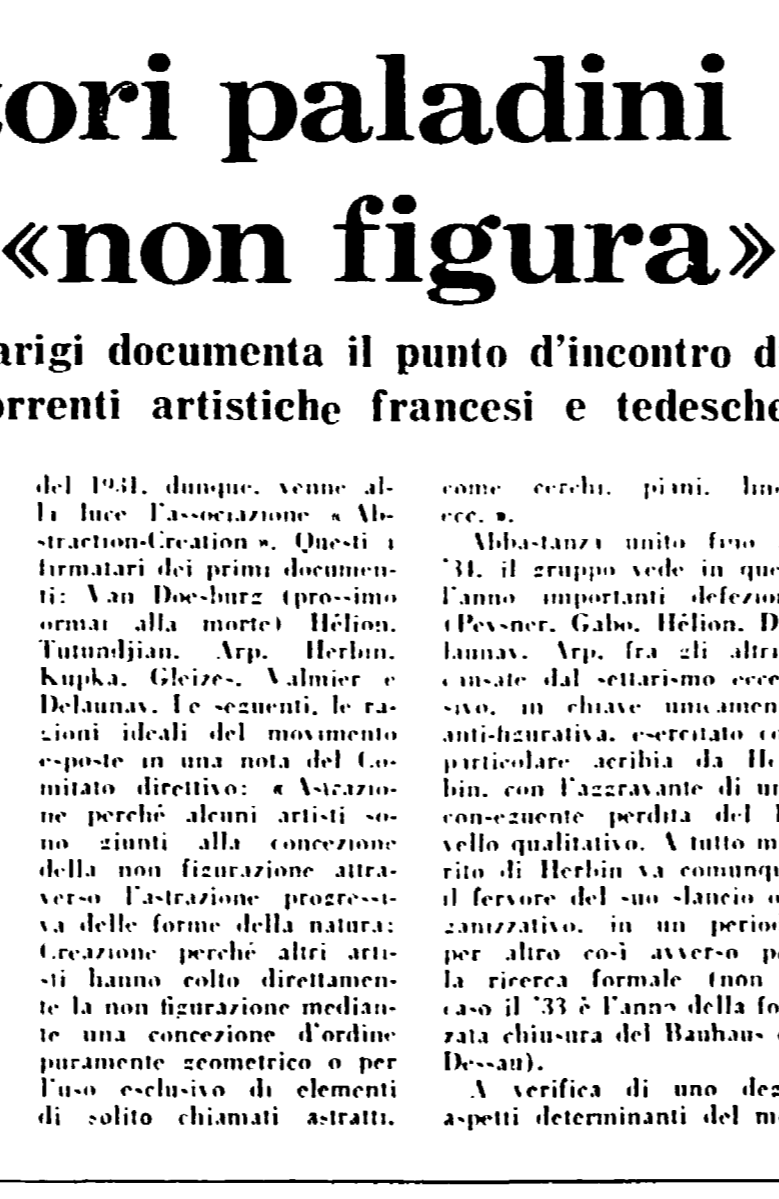 tori paladini
«non figura»
arigi documenta il punto d'incontro d
orrenti artistiche francesi e tedesche
del 1931, dunque, venne al-
la luce l'associazione « Ab-
straction-Creation ». Questi i
firmatari dei primi documen-
ti: Van Doesburg (prossimo
ormai alla morte) Hélion,
Tutundjian, Arp, Herbin,
Kupka, Gleizes, Valmier e
Delaunay. Le seguenti, le ra-
gioni ideali del movimento
esposte in una nota del Co-
mitato direttivo: « Astrazio-
ne perché alcuni artisti so-
no giunti alla concezione
della non figurazione attra-
verso l'astrazione progressi-
va delle forme della natura;
Creazione perché altri arti-
sti hanno colto direttamen-
te la non figurazione median-
te una concezione d'ordine
puramente geometrico o per
l'uso esclusivo di elementi
di solito chiamati astratti,
come cerchi, piani, line
ecc. ».
Abbastanza unito fino
'34, il gruppo vede in que
l'anno importanti defezion
(Pevsner, Gabo, Hélion, D
launay, Arp, fra gli altri
causate dal settarismo ecce
sivo, in chiave unicamen
anti-figurativa, esercitato co
particolare acribia da He
bin, con l'aggravante di un
conseguente perdita del l
vello qualitativo. A tutto m
rito di Herbin va comunqu
il fervore del suo slancio o
ganizzativo, in un period
per altro così avverso pe
la ricerca formale (non
caso il '33 è l'anno della fo
zata chiusura del Bauhaus
Dessau).
A verifica di uno deg
aspetti determinanti del m